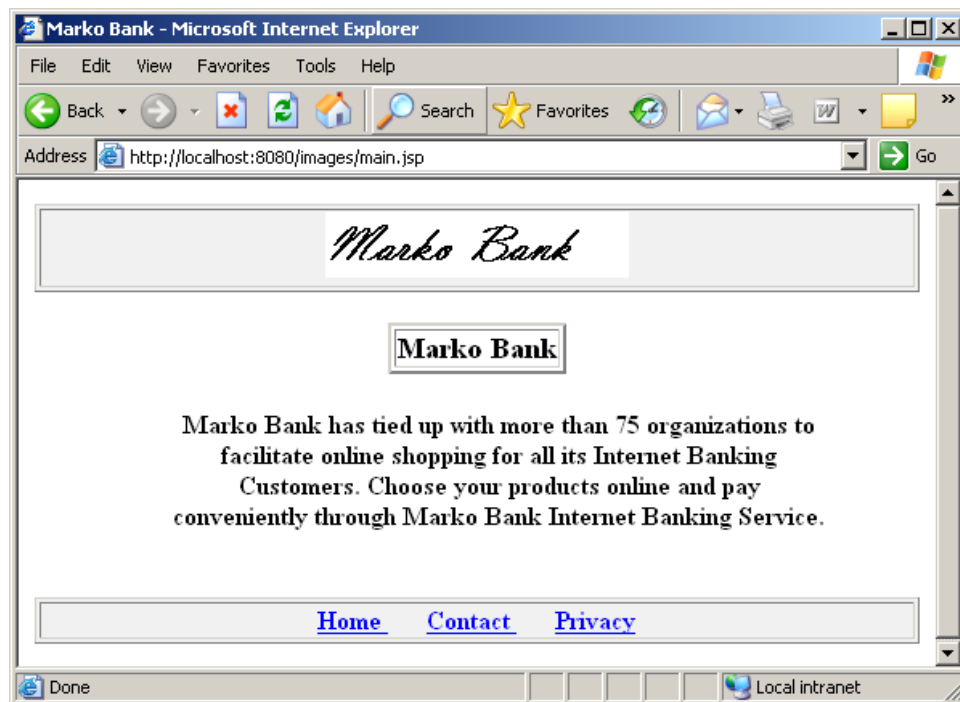 Marko Bank - Microsoft Internet Explorer
File Edit View Favorites Tools Help
Back Search Favorites W »
Address http://localhost:8080/images/main.jsp Go
Marko Bank
Marko Bank
Marko Bank has tied up with more than 75 organizations to
facilitate online shopping for all its Internet Banking
Customers. Choose your products online and pay
conveniently through Marko Bank Internet Banking Service.
Home Contact Privacy
Done Local intranet